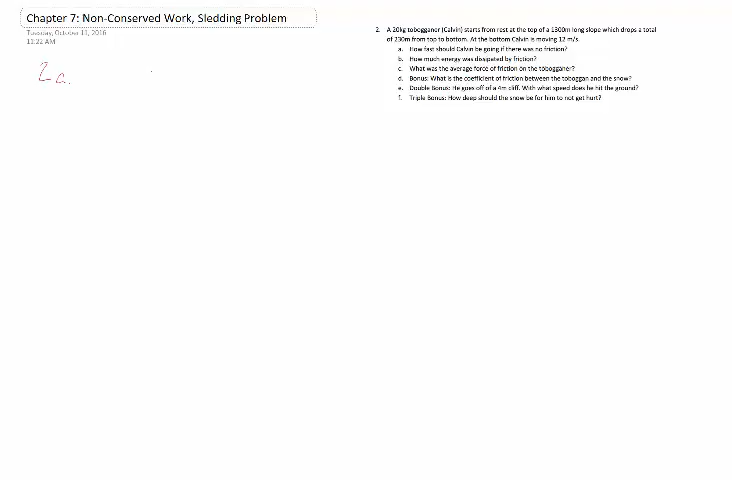 Chapter 7: Non-Conserved Work, Sledding Problem
Tuesday, October 11, 2016
11:22 AM
2 a.
2. A 20kg tobogganer (Calvin) starts from rest at the top of a 1300m long slope which drops a total
of 230m from top to bottom. At the bottom Calvin is moving 12 m/s.
a. How fast should Calvin be going if there was no friction?
b. How much energy was dissipated by friction?
c. What was the average force of friction on the tobogganer?
d. Bonus: What is the coefficient of friction between the toboggan and the snow?
e. Double Bonus: He goes off of a 4m cliff. With what speed does he hit the ground?
f. Triple Bonus: How deep should the snow be for him to not get hurt?